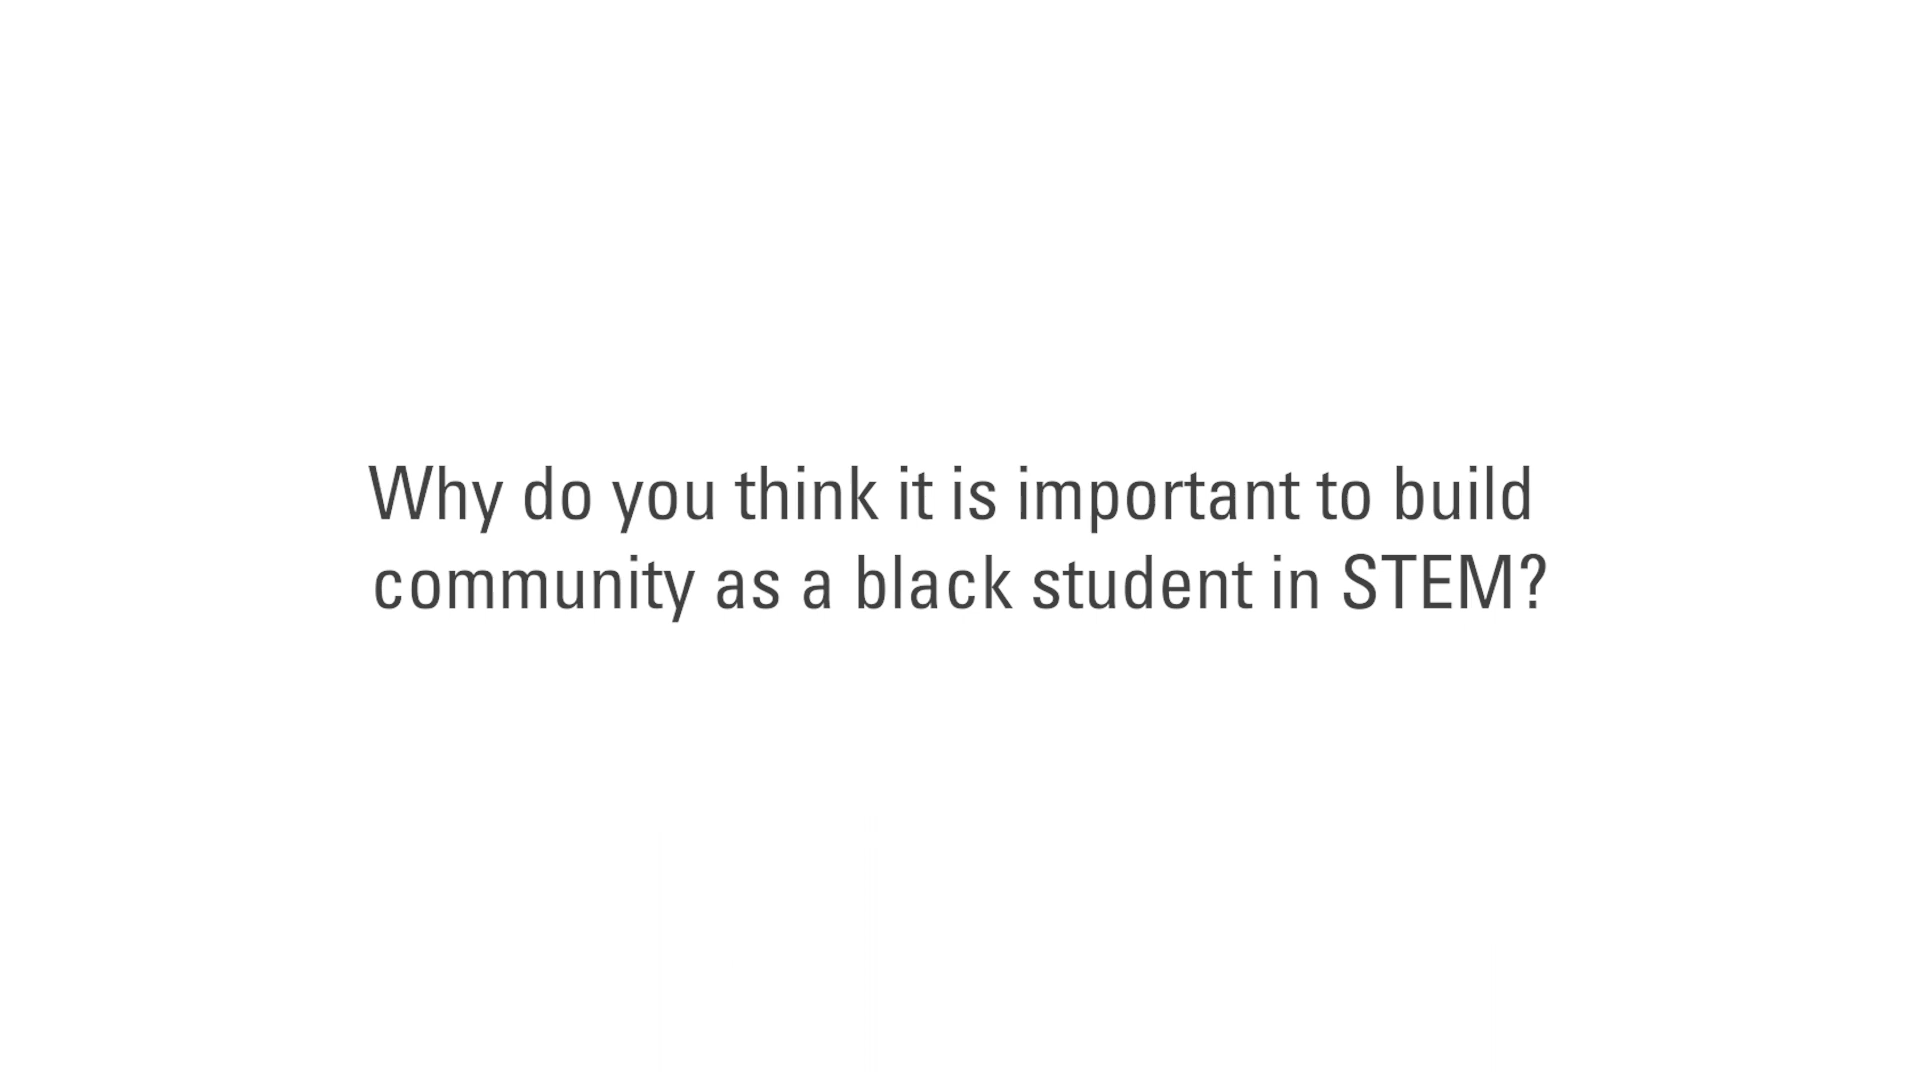 Why do you think it is important to build
community as a black student in STEM?